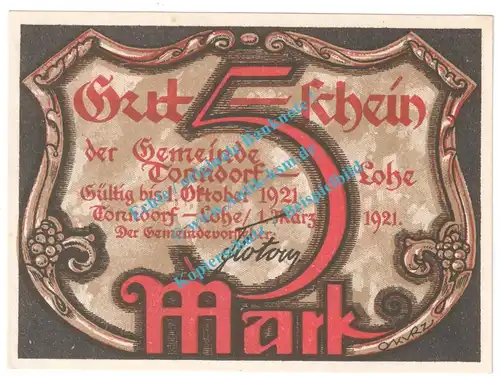 Gutschein
5
der Gemeinde
Tonndorf – Lohe
Gültig bis 1. Oktober 1921
Tonndorf – Lohe / 1. März 1921.
Der Gemeindevorsteher:
Mark